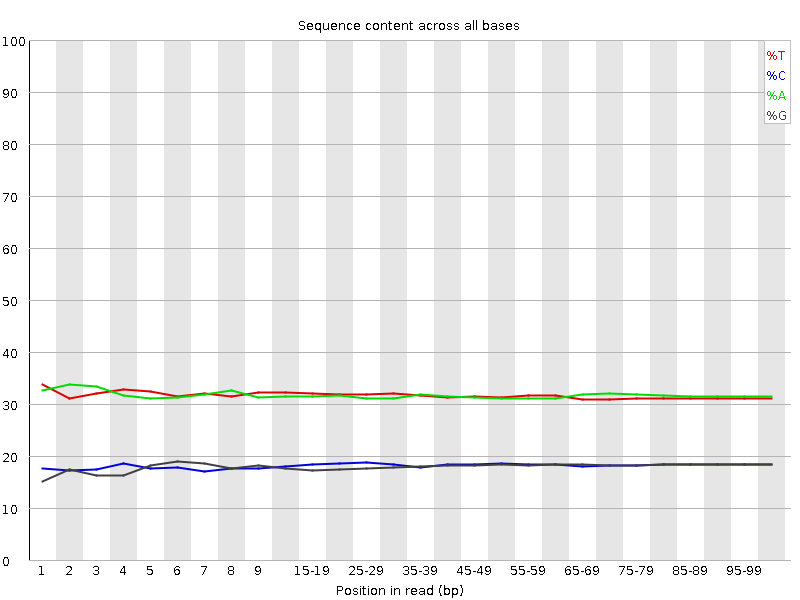 Sequence content across all bases
%T
%C
%A
%G
100
90
80
70
60
50
40
30
20
10
0
1 2 3 4 5 6 7 8 9 15-19 25-29 35-39 45-49 55-59 65-69 75-79 85-89 95-99
Position in read (bp)